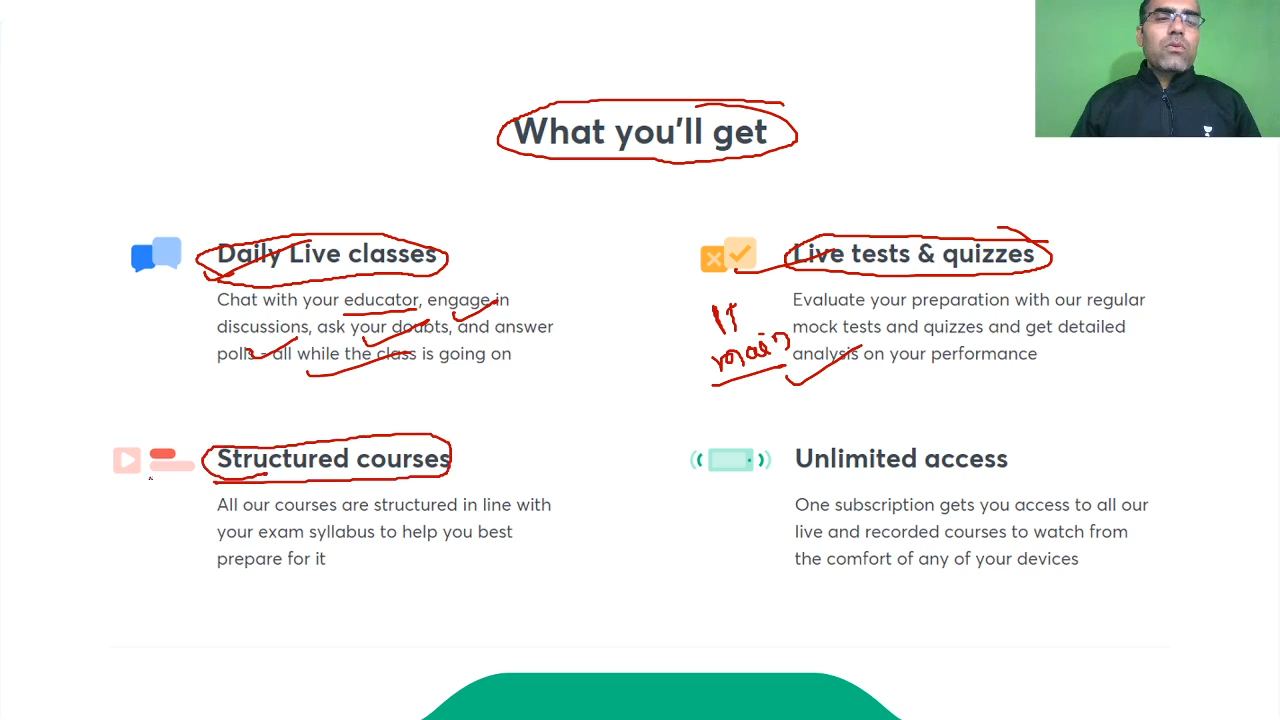 What you'll get
Daily Live classes
Chat with your educator, engage in
discussions, ask your doubts, and answer
polls - all while the class is going on
Live tests & quizzes
Evaluate your preparation with our regular
mock tests and quizzes and get detailed
analysis on your performance
main
Structured courses
All our courses are structured in line with
your exam syllabus to help you best
prepare for it
Unlimited access
One subscription gets you access to all our
live and recorded courses to watch from
the comfort of any of your devices